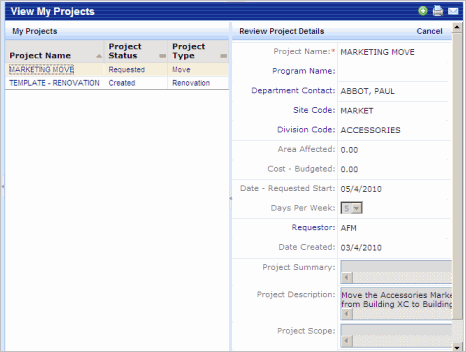 View My Projects
My Projects
Project Name Project Status Project Type
MARKETING MOVE Requested Move
TEMPLATE - RENOVATION Created Renovation
Review Project Details Cancel
Project Name:* MARKETING MOVE
Program Name:
Department Contact: ABBOT, PAUL
Site Code: MARKET
Division Code: ACCESSORIES
Area Affected: 0.00
Cost - Budgeted: 0.00
Date - Requested Start: 05/4/2010
Days Per Week: 5
Requestor: AFM
Date Created: 03/4/2010
Project Summary:
Project Description: Move the Accessories Marke
from Building XC to Building
Project Scope: